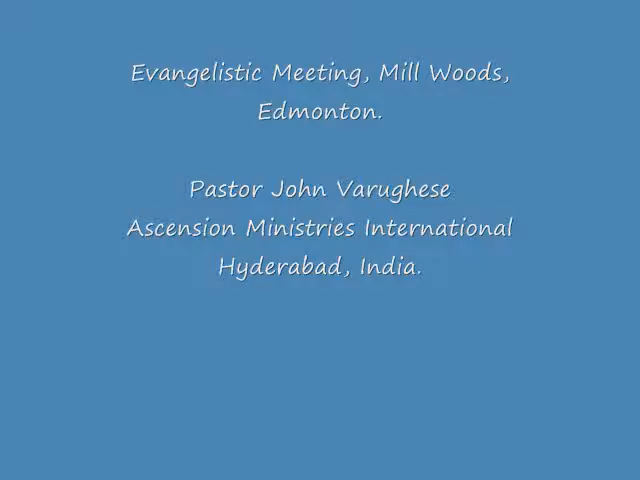 Evangelistic Meeting, Mill Woods,
Edmonton.
Pastor John Varughese
Ascension Ministries International
Hyderabad, India.